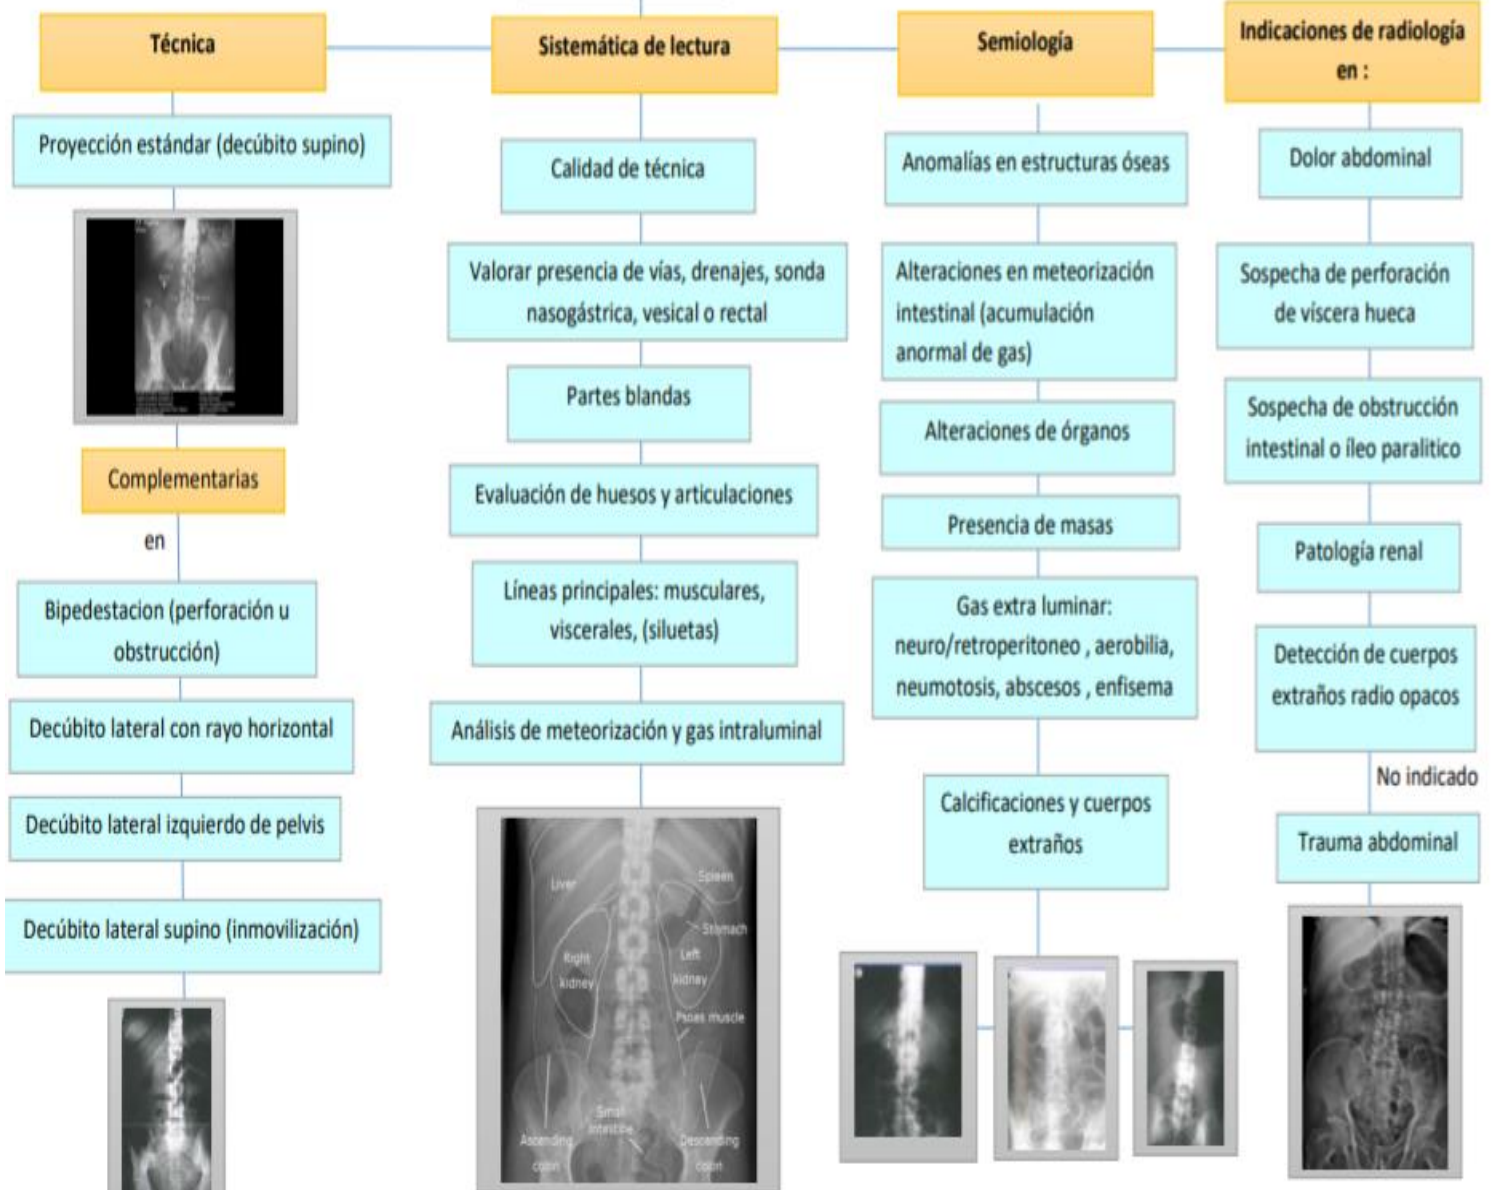 Técnica
Proyección estándar (decúbito supino)
Complementarias
en
Bipedestacion (perforación u
obstrucción)
Decúbito lateral con rayo horizontal
Decúbito lateral izquierdo de pelvis
Decúbito lateral supino (inmovilización)
Sistemática de lectura
Calidad de técnica
Valorar presencia de vías, drenajes, sonda
nasogástrica, vesical o rectal
Partes blandas
Evaluación de huesos y articulaciones
Líneas principales: musculares,
viscerales, (siluetas)
Análisis de meteorización y gas intraluminal
Liver
Spleen
Stomach
Right
kidney
Left
kidney
Psoas muscle
Small
intestine
Ascending
colon
Descending
colon
Semiología
Anomalías en estructuras óseas
Alteraciones en meteorización
intestinal (acumulación
anormal de gas)
Alteraciones de órganos
Presencia de masas
Gas extra luminar:
neuro/retroperitoneo , aerobilia,
neumotosis, abscesos , enfisema
Calcificaciones y cuerpos
extraños
Indicaciones de radiología
en :
Dolor abdominal
Sospecha de perforación
de víscera hueca
Sospecha de obstrucción
intestinal o íleo paralitico
Patología renal
Detección de cuerpos
extraños radio opacos
No indicado
Trauma abdominal